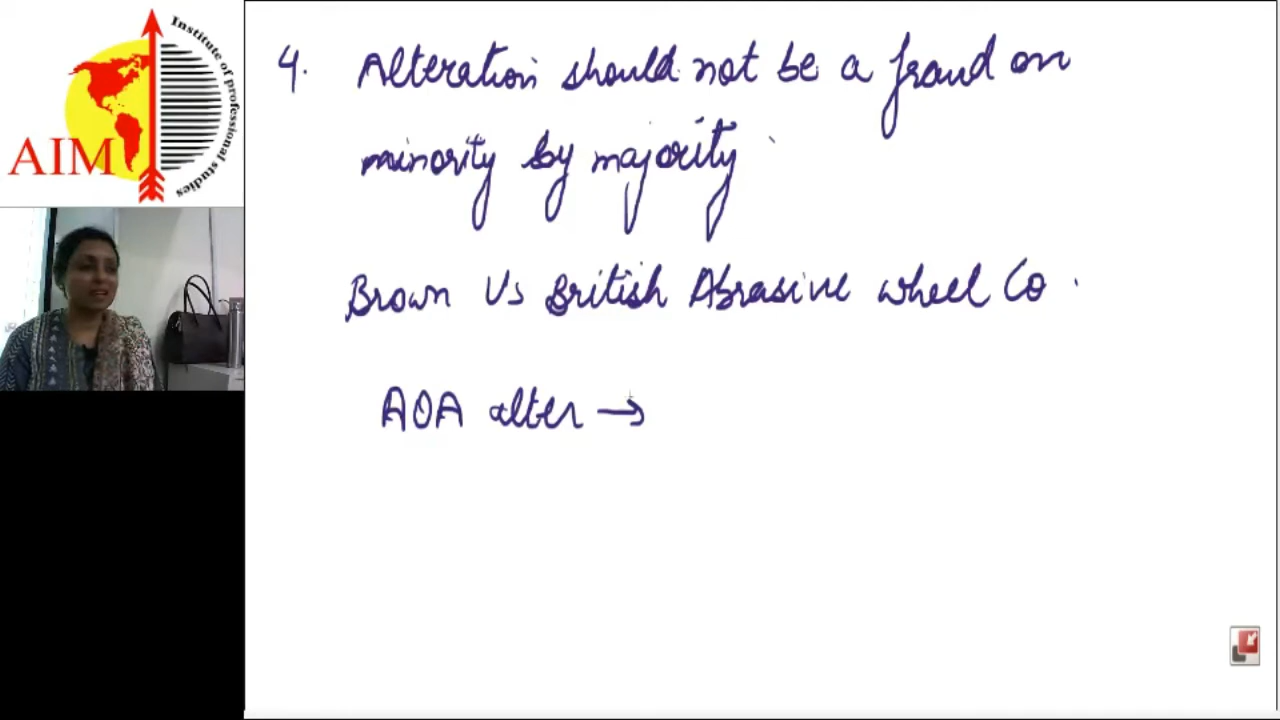 AIM
Institute of professional studies
4. Alteration should not be a fraud on
minority by majority
Brown Vs British Abrasive wheel Co.
AOA alter →